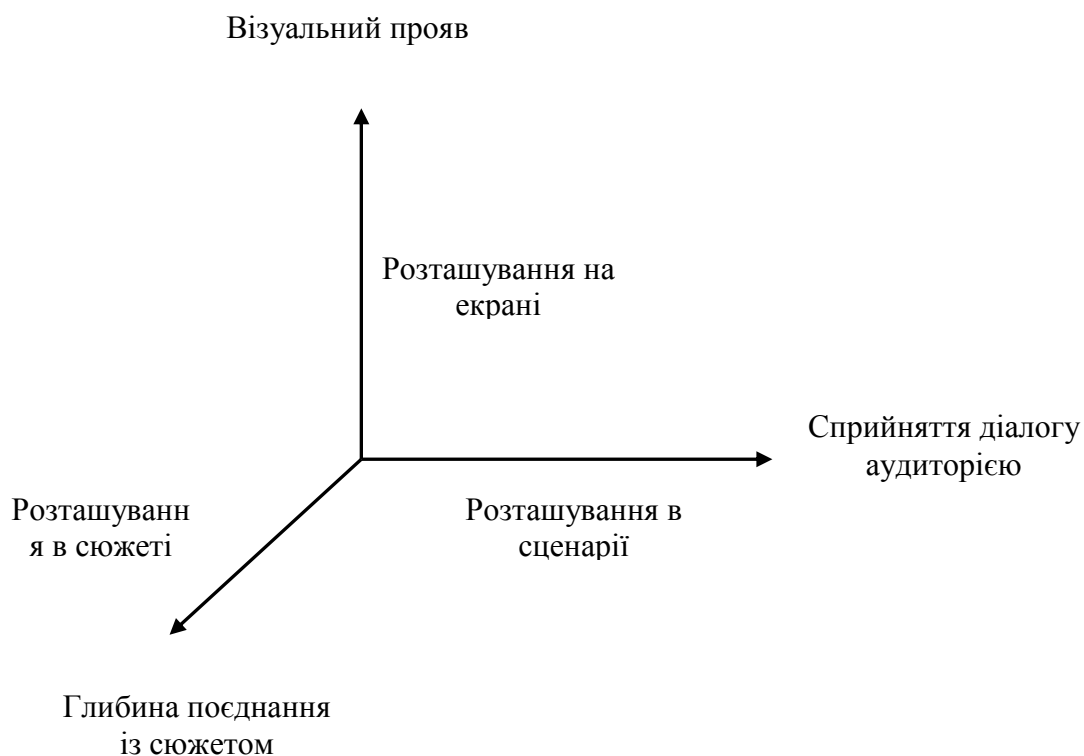 Візуальний прояв
Розташування на
екрані
Сприйняття діалогу
аудиторією
Розташуванн
я в сюжеті
Розташування в
сценарії
Глибина поєднання
із сюжетом